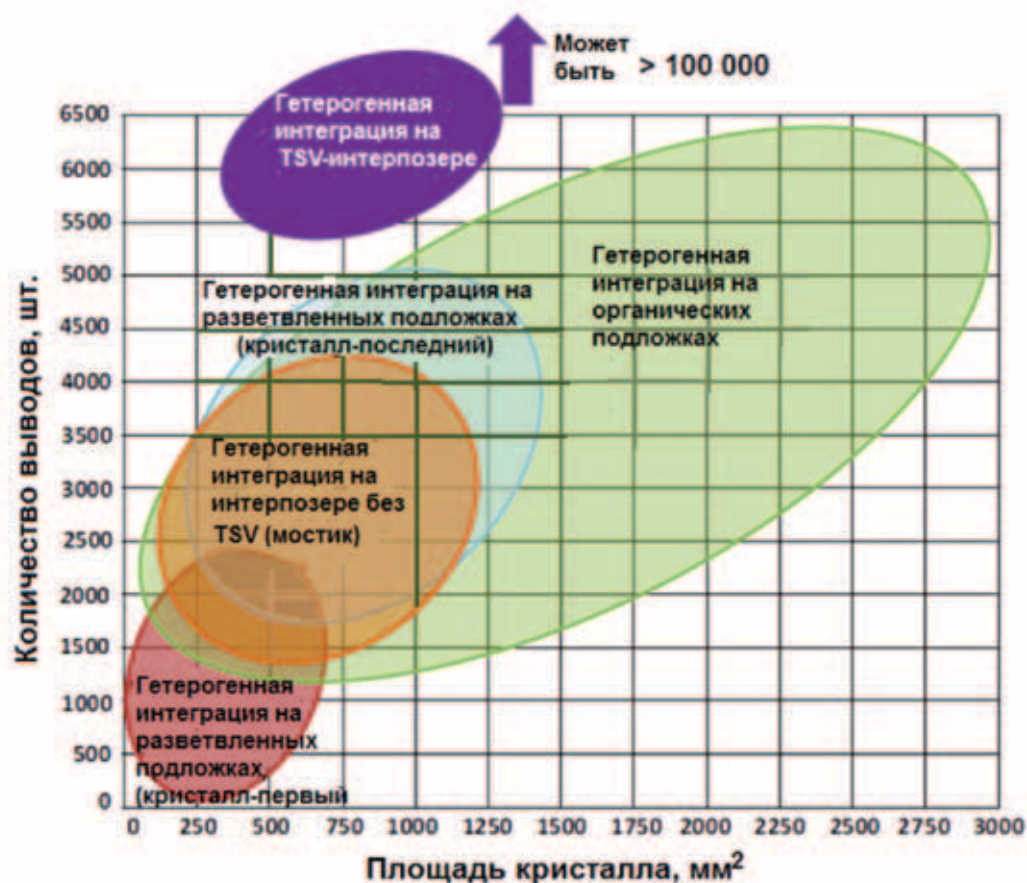 Может
быть > 100 000
Гетерогенная
интеграция на
TSV-интерпозере
6500
6000
5500
5000
4500
4000
3500
3000
2500
2000
1500
1000
500
0
Количество выводов, шт.
Гетерогенная
интеграция на
органических
подложках
Гетерогенная интеграция на
разветвленных подложках
(кристалл-последний)
Гетерогенная
интеграция на
интерпозере без
TSV (мостик)
Гетерогенная
интеграция на
разветвленных
подложках,
(кристалл-первый
0 250 500 750 1000 1250 1500 1750 2000 2250 2500 2750 3000
Площадь кристалла, мм²